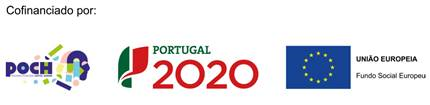 Cofinanciado por:
POCH
PORTUGAL
2020
UNIÃO EUROPEIA
Fundo Social Europeu